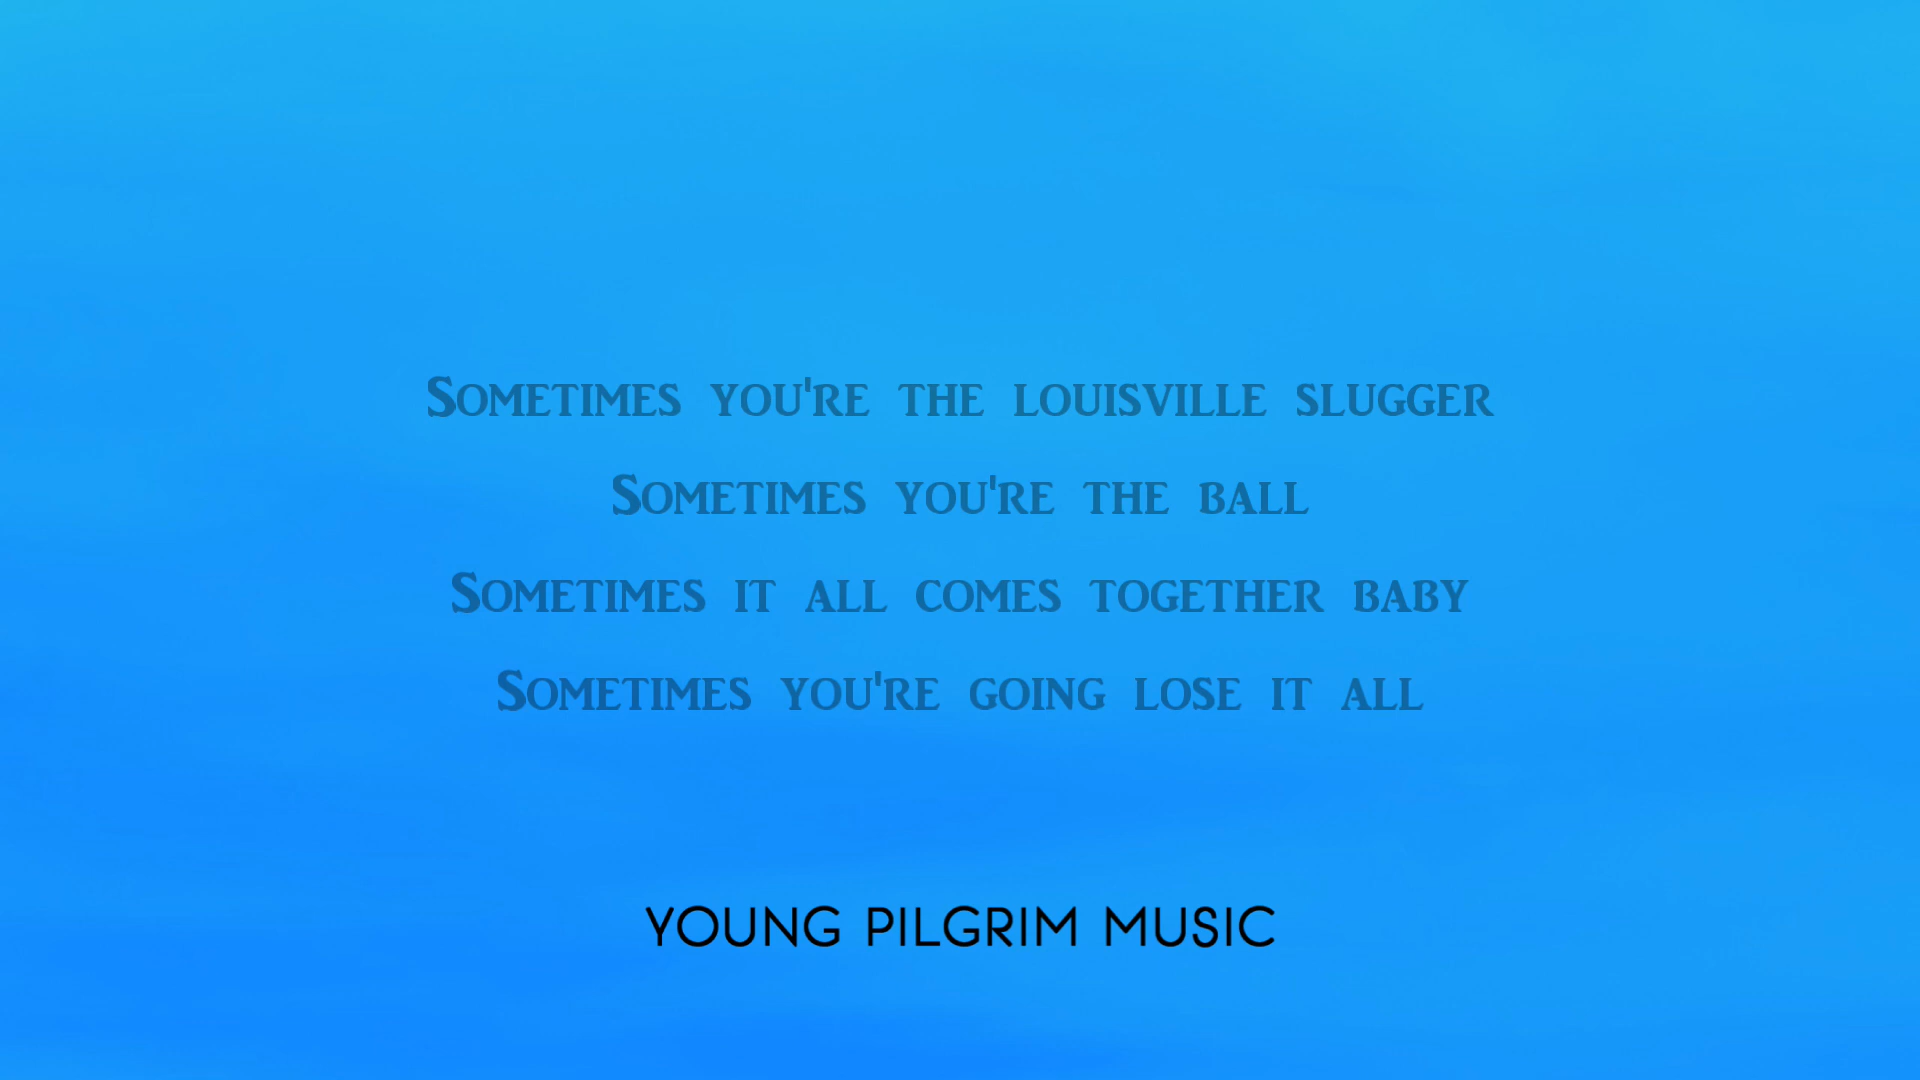 Sometimes you're the louisville slugger
Sometimes you're the ball
Sometimes it all comes together baby
Sometimes you're going lose it all
YOUNG PILGRIM MUSIC